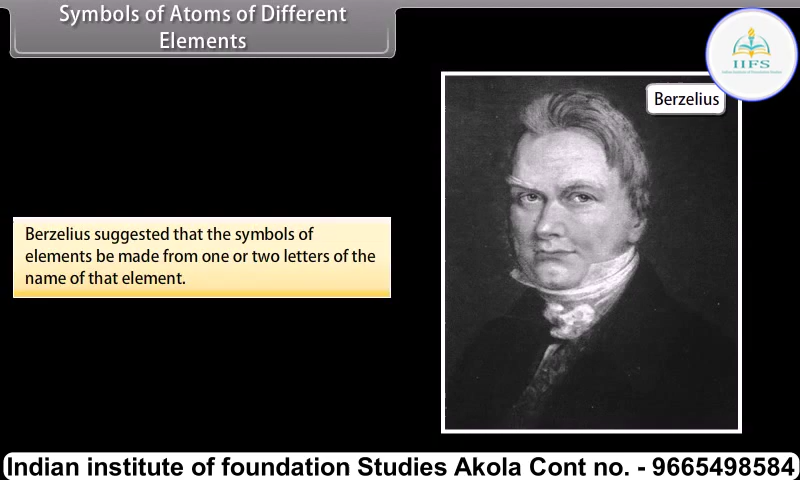 Symbols of Atoms of Different
Elements
IIFS
Berzelius
Berzelius suggested that the symbols of
elements be made from one or two letters of the
name of that element.
Indian institute of foundation Studies Akola Cont no. - 9665498584